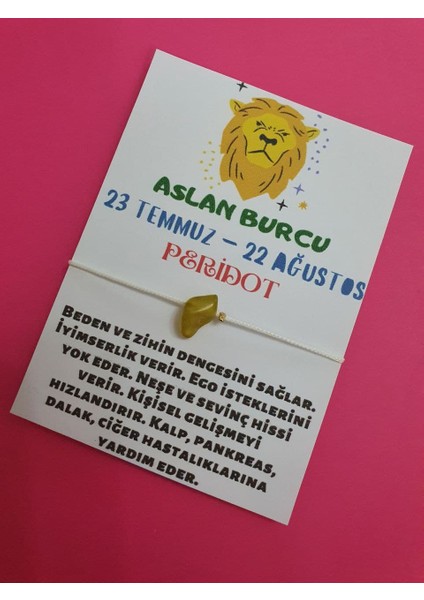 ASLAN BURCU
23 TEMMUZ – 22 AĞUSTOS
PERİDOT
BEDEN VE ZİHİN DENGESİNİ SAĞLAR.
İYİMSERLİK VERİR. EGO İSTEKLERİNİ
YOK EDER. NEŞE VE SEVİNÇ HİSSİ
VERİR. KİŞİSEL GELİŞMEYİ
HIZLANDIRIR. KALP, PANKREAS,
DALAK, CİĞER HASTALIKLARINA
YARDIM EDER.